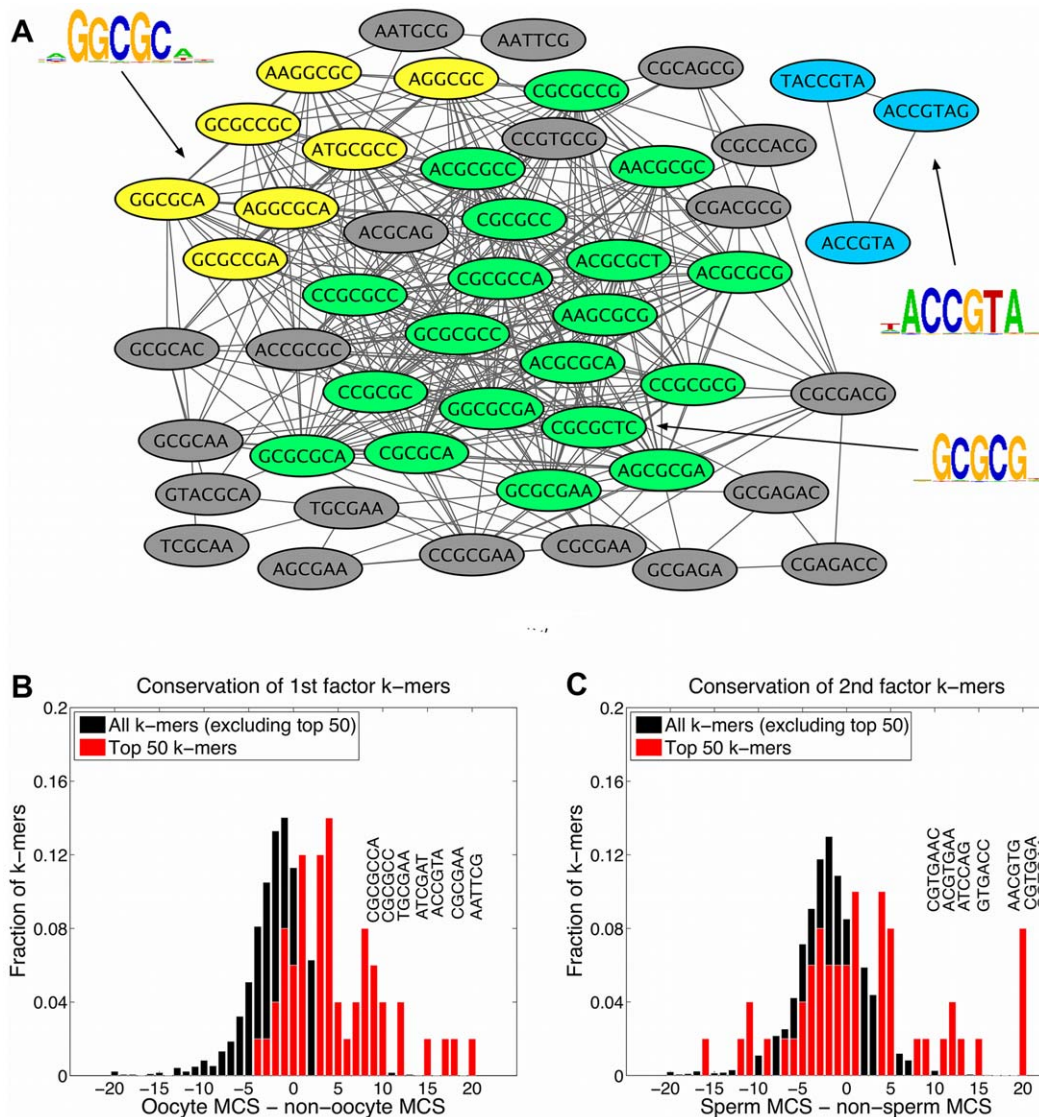 A
GGCGC
AATGCG
AATTCG
AAGGCGC
AGGCGC
CGCGCCG
CGCAGCG
TACCGTA
ACCGTAG
GCGCCGC
ATGCGCC
CCGTGCG
CGCCACG
ACGCGCC
AACGCGC
GGCGCA
AGGCGCA
CGCGCC
CGACGCG
ACGCAG
ACCGTA
GCGCCGA
ACGCGCT
ACGCGCG
CGCGCCA
CCGCGCC
AAGCGCG
TACCGTA
GCGCGCC
GCGCAC
ACCGCGC
ACGCGCA
CCGCGC
CCGCGCG
CGCGACG
GGCGCGA
CGCGCTC
GCGCAA
GCGCGCA
CGCGCA
GCGCG
AGCGCGA
GTACGCA
GCGCGAA
GCGAGAC
TGCGAA
TCGCAA
AGCGAA
CCGCGAA
CGCGAA
GCGAGA
CGAGACC
B
Conservation of 1st factor k-mers
0.2
0.16
0.12
0.08
0.04
0
All k-mers (excluding top 50)
Top 50 k-mers
Fraction of k-mers
CGCGCCA
CGCGCC
TGCGAA
ATCGAT
ACCGTA
CGCGAA
AATTCG
−20 −15 −10 −5 0 5 10 15 20
Oocyte MCS − non-oocyte MCS
C
Conservation of 2nd factor k-mers
0.2
0.16
0.12
0.08
0.04
0
All k-mers (excluding top 50)
Top 50 k-mers
Fraction of k-mers
CGTGAAC
ACGTGAA
ATCCAG
GTGACC
AACGTG
CGTGGA
−20 −15 −10 −5 0 5 10 15 20
Sperm MCS − non-sperm MCS